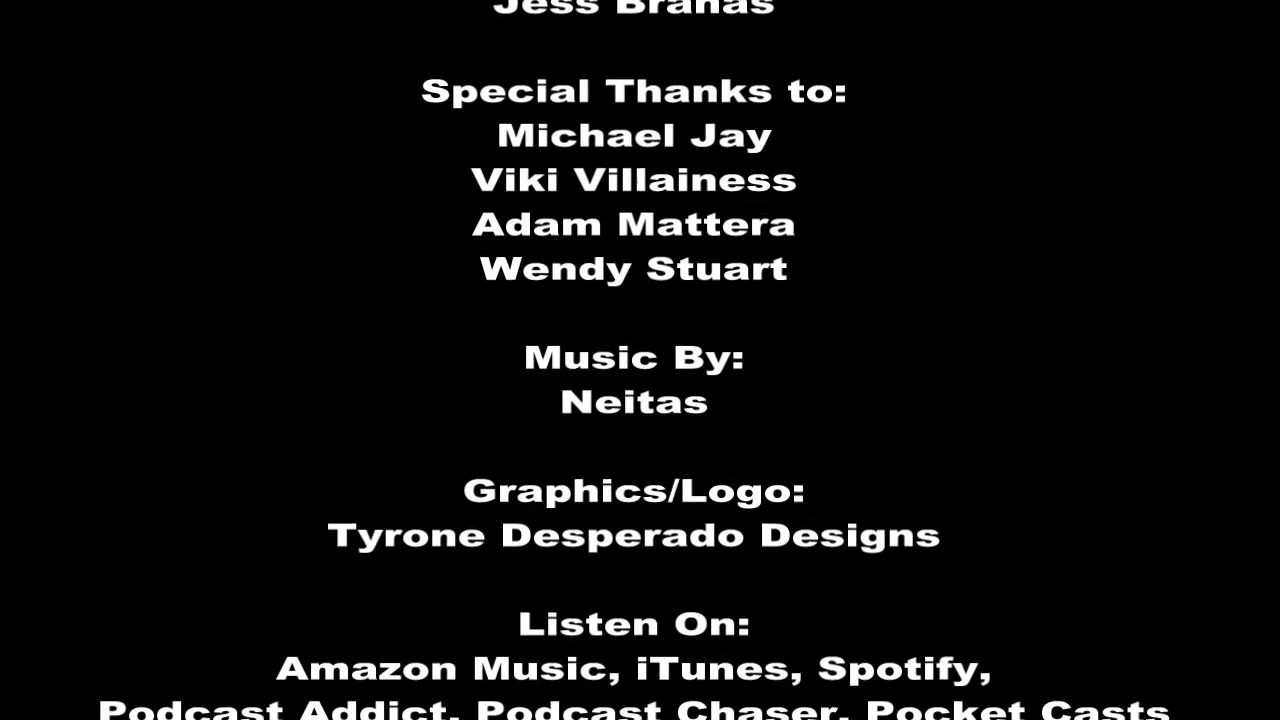 Jess Branas
Special Thanks to:
Michael Jay
Viki Villainess
Adam Mattera
Wendy Stuart
Music By:
Neitas
Graphics/Logo:
Tyrone Desperado Designs
Listen On:
Amazon Music, iTunes, Spotify,
Podcast Addict, Podcast Chaser, Pocket Casts